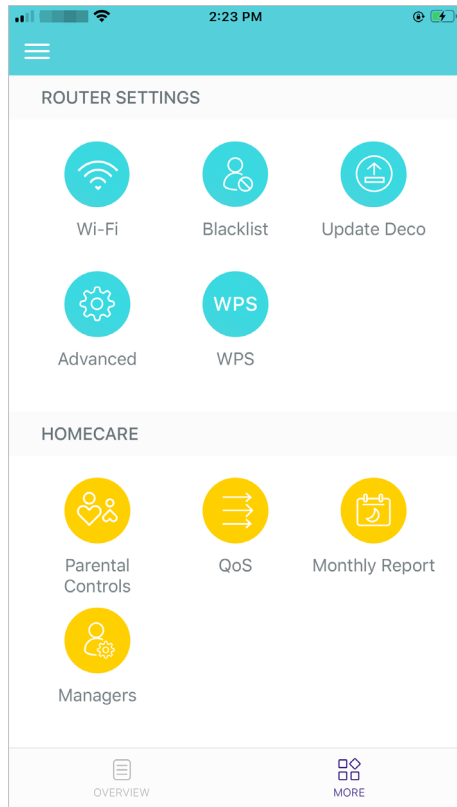 2:23 PM
ROUTER SETTINGS
Wi-Fi Blacklist Update Deco
WPS
Advanced WPS
HOMECARE
Parental Controls QoS Monthly Report
Managers
OVERVIEW MORE